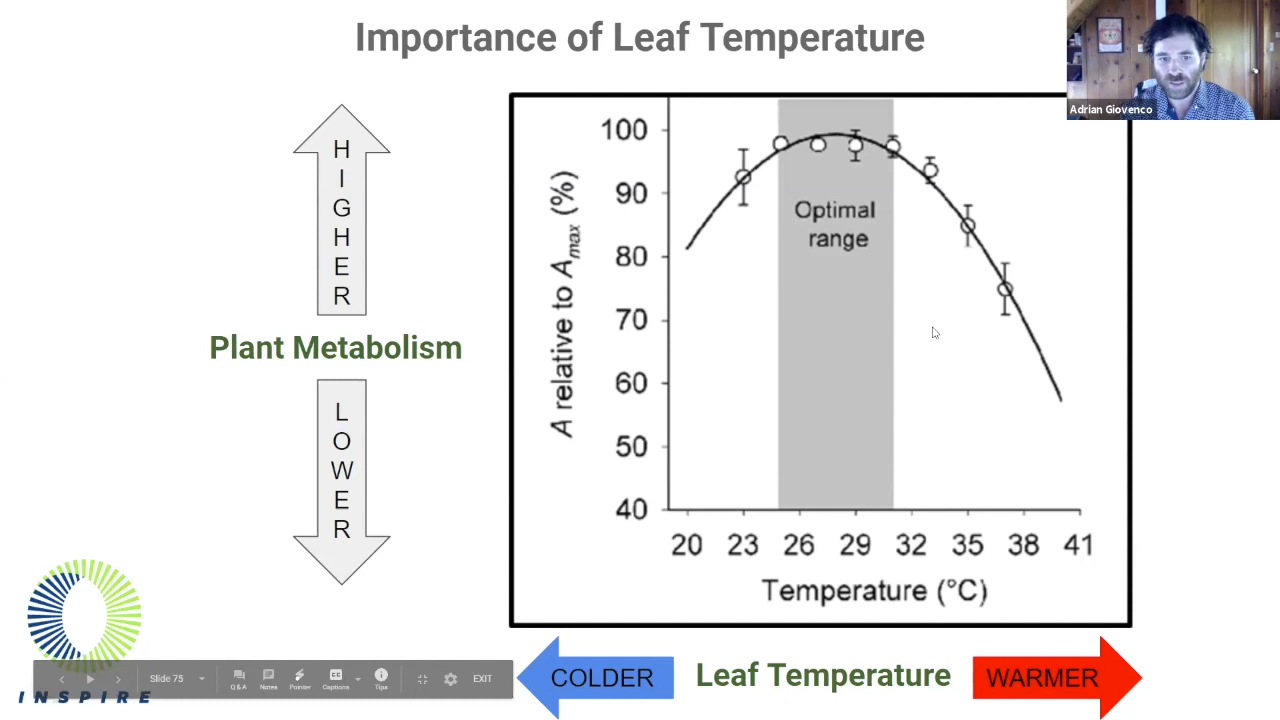 Importance of Leaf Temperature
Adrian Giovenco
HIGHER
Plant Metabolism
LOWER
A relative to Amax (%)
100
90
80
70
60
50
40
Optimal
range
20 23 26 29 32 35 38 41
Temperature (°C)
COLDER
Leaf Temperature
WARMER
Slide 75
Q&A
Notes
Pointer
Captions
Tips
EXIT
INSPIRE